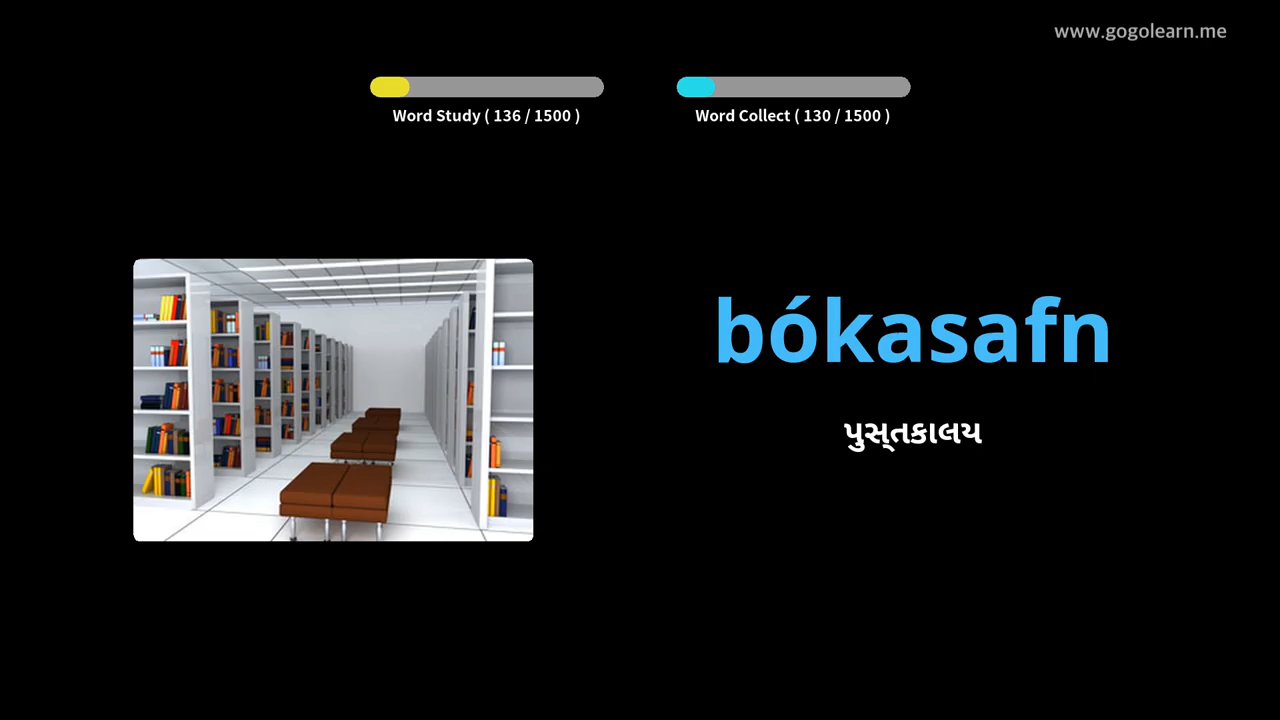 www.gogolearn.me
Word Study ( 136 / 1500 )
Word Collect ( 130 / 1500 )
bókasafn
પુસ્તકાલય